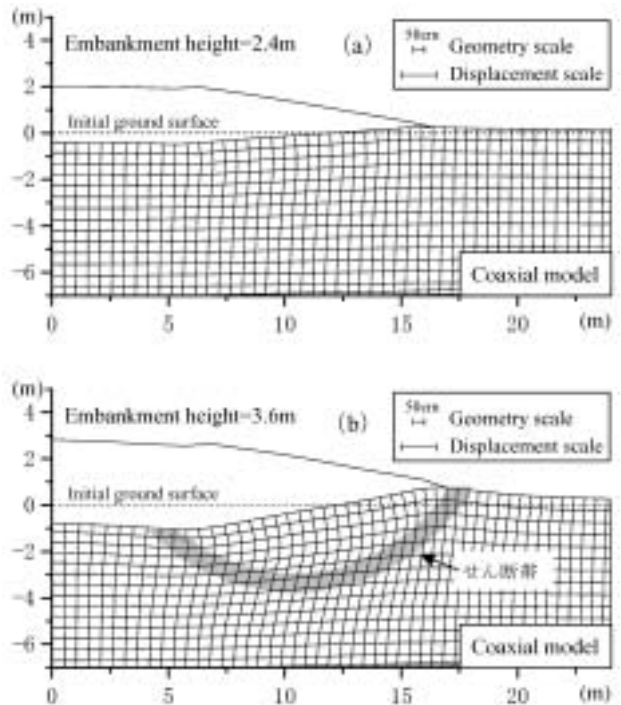 (m)
4
Embankment height=2.4m
(a)
50cm
Geometry scale
Displacement scale
2
Initial ground surface
0
-2
-4
-6
Coaxial model
0 5 10 15 20 (m)
(m)
4
Embankment height=3.6m
(b)
50cm
Geometry scale
Displacement scale
2
Initial ground surface
0
-2
せん断帯
-4
-6
Coaxial model
0 5 10 15 20 (m)